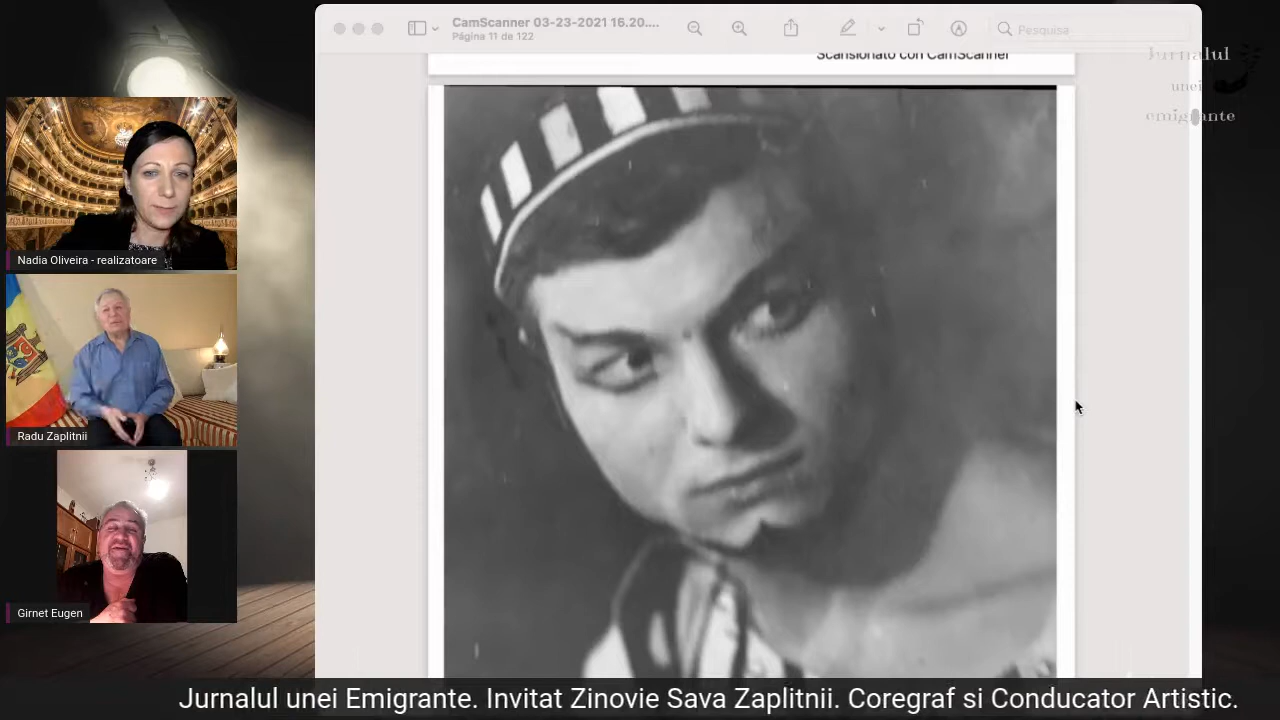 CamScanner 03-23-2021 16.20....
Página 11 de 122
Pesquisa
Scansionato con CamScanner
Jurnalul
unei
emigrante
Nadia Oliveira - realizatoare
Radu Zaplitnii
Girnet Eugen
Jurnalul unei Emigrante. Invitat Zinovie Sava Zaplitnii. Coregraf si Conducator Artistic.